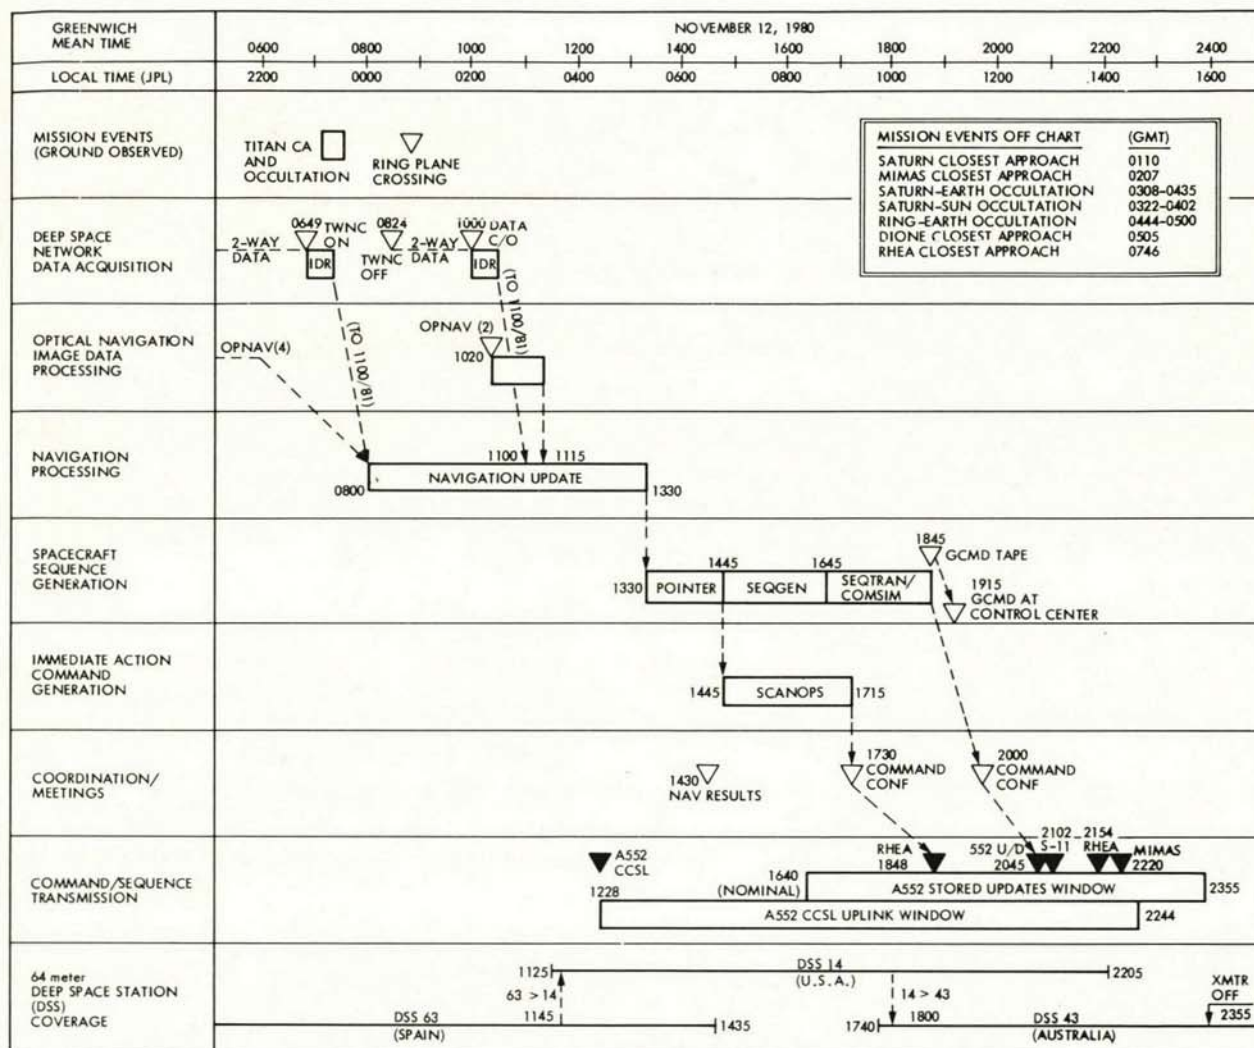 GREENWICH
MEAN TIME
NOVEMBER 12, 1980
0600 0800 1000 1200 1400 1600 1800 2000 2200 2400
LOCAL TIME (JPL)
2200 0000 0200 0400 0600 0800 1000 1200 1400 1600
MISSION EVENTS
(GROUND OBSERVED)
TITAN CA
AND
OCCULTATION
RING PLANE
CROSSING
MISSION EVENTS OFF CHART (GMT)
SATURN CLOSEST APPROACH 0110
MIMAS CLOSEST APPROACH 0207
SATURN-EARTH OCCULTATION 0308-0435
SATURN-SUN OCCULTATION 0322-0402
RING-EARTH OCCULTATION 0444-0500
DIONE CLOSEST APPROACH 0505
RHEA CLOSEST APPROACH 0746
DEEP SPACE
NETWORK
DATA ACQUISITION
2-WAY
DATA
0649
TWNC
ON
IDR
0824
TWNC
OFF
2-WAY
DATA
1000
DATA
C/O
IDR
(TO 1100/81)
(TO 1100/81)
OPTICAL NAVIGATION
IMAGE DATA
PROCESSING
OPNAV(4)
OPNAV (2)
1020
NAVIGATION
PROCESSING
1100 1115
0800
NAVIGATION UPDATE
1330
SPACECRAFT
SEQUENCE
GENERATION
1330
POINTER
1445
SEQGEN
1645
SEQTRAN/
COMSIM
1845
GCMD TAPE
1915
GCMD AT
CONTROL CENTER
IMMEDIATE ACTION
COMMAND
GENERATION
1445
SCANOPS
1715
COORDINATION/
MEETINGS
1430
NAV RESULTS
1730
COMMAND
CONF
2000
COMMAND
CONF
COMMAND/SEQUENCE
TRANSMISSION
A552
CCSL
1228
RHEA
1848
552 U/D
2045
2102
S-11
2154
RHEA
MIMAS
2220
1640
(NOMINAL)
A552 STORED UPDATES WINDOW
2355
A552 CCSL UPLINK WINDOW
2244
64 meter
DEEP SPACE STATION
(DSS)
COVERAGE
1125
DSS 14
(U.S.A.)
2205
63 > 14
1145
14 > 43
1800
XMTR
OFF
2355
DSS 63
(SPAIN)
1435
1740
DSS 43
(AUSTRALIA)